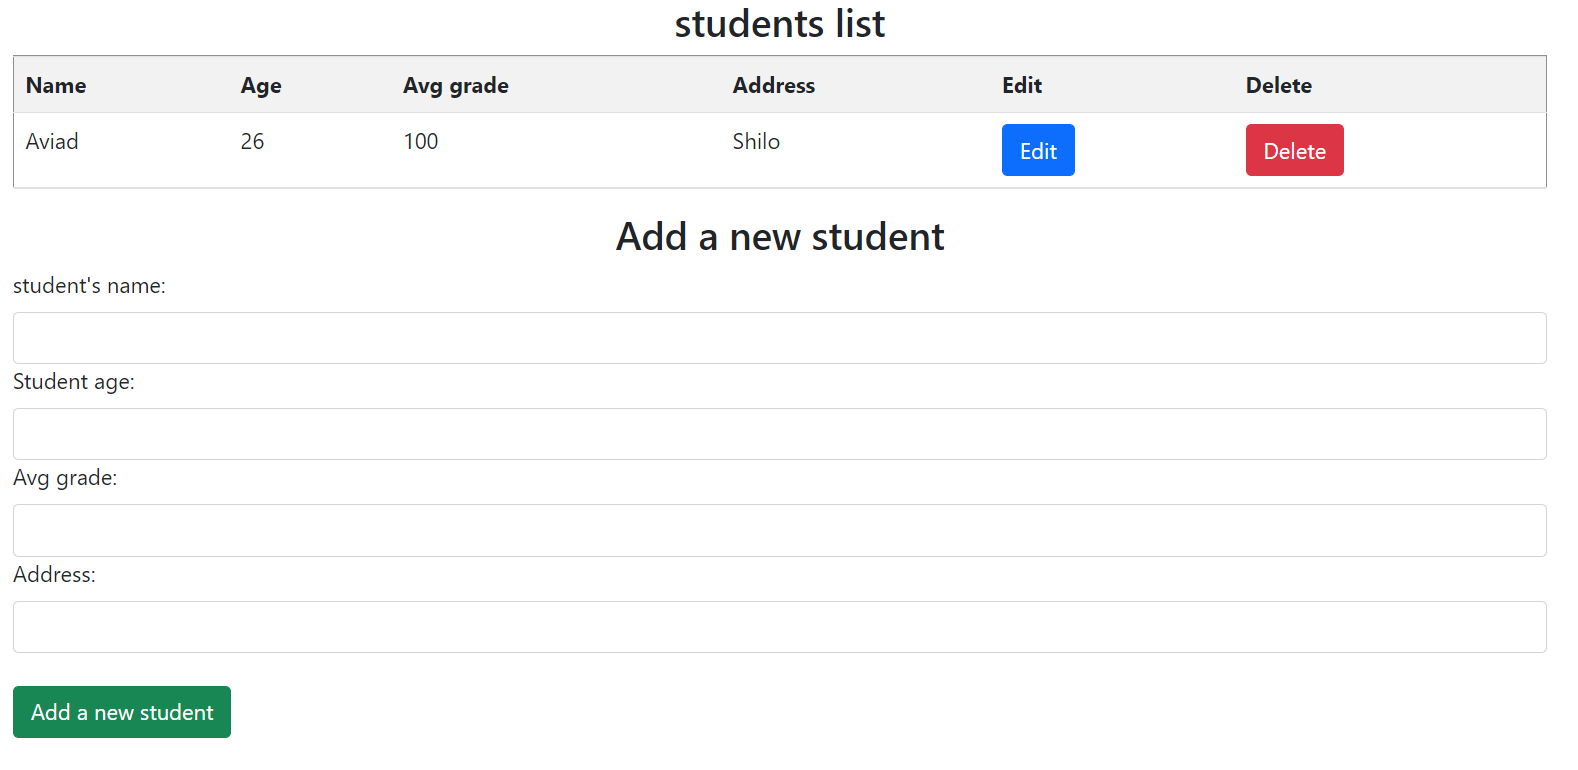 students list
Name Age Avg grade Address Edit Delete
Aviad 26 100 Shilo Edit Delete
Add a new student
student's name:
Student age:
Avg grade:
Address:
Add a new student